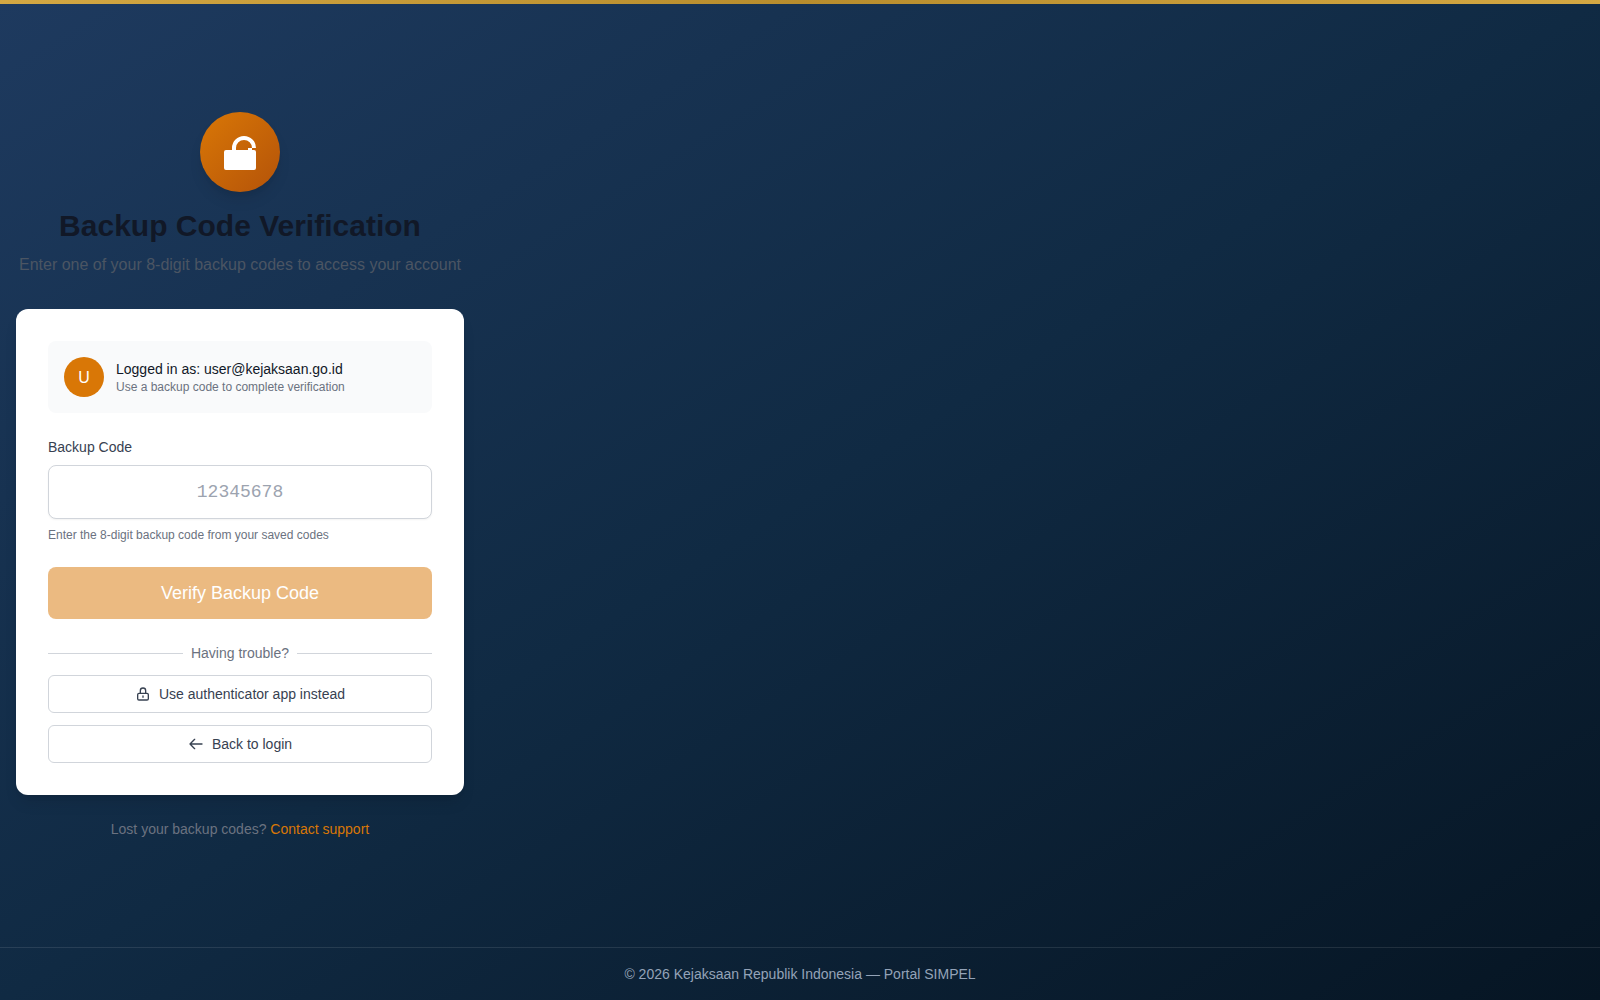 Backup Code Verification
Enter one of your 8-digit backup codes to access your account
U
Logged in as: user@kejaksaan.go.id
Use a backup code to complete verification
Backup Code
12345678
Enter the 8-digit backup code from your saved codes
Verify Backup Code
Having trouble?
Use authenticator app instead
Back to login
Lost your backup codes? Contact support
© 2026 Kejaksaan Republik Indonesia — Portal SIMPEL